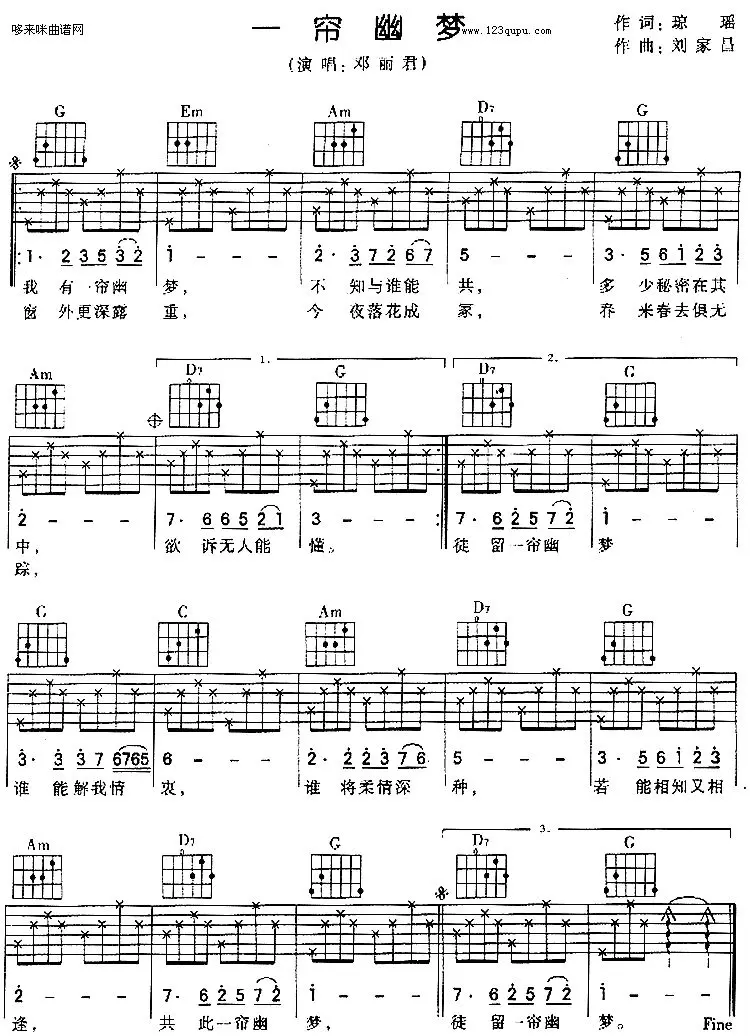 哆来咪曲谱网 一帘幽梦 www.123qupu.com 作词:琼瑶
(演唱:邓丽君) 作曲:刘家昌
G Em Am D7 G
1· 2 3 5 3 2 1 - - - 2· 3 7 2 6 7 5 - - - 3· 5 6 1 2 3
我有一帘幽梦, 不知与谁能共, 多少秘密在其
窗外更深露重, 今夜落花成冢, 春来春去俱无
1. 2.
Am D7 G D7 G
2 - - - 7· 6 6 5 2 1 3 - - - 7· 6 2 5 7 2 1 - - -
中, 欲诉无人能懂。 徒留一帘幽梦
踪,
G C Am D7 G
3· 3 3 7 6765 6 - - - 2· 2 2 3 7 6 5 - - - 3· 5 6 1 2 3
谁能解我情衷, 谁将柔情深种, 若能相知又相
3.
Am D7 G D7 G
2 - - - 7· 6 2 5 7 2 1 - - - 7· 6 2 5 7 2 1 - - -
逢, 共此一帘幽梦, 徒留一帘幽梦。 Fine